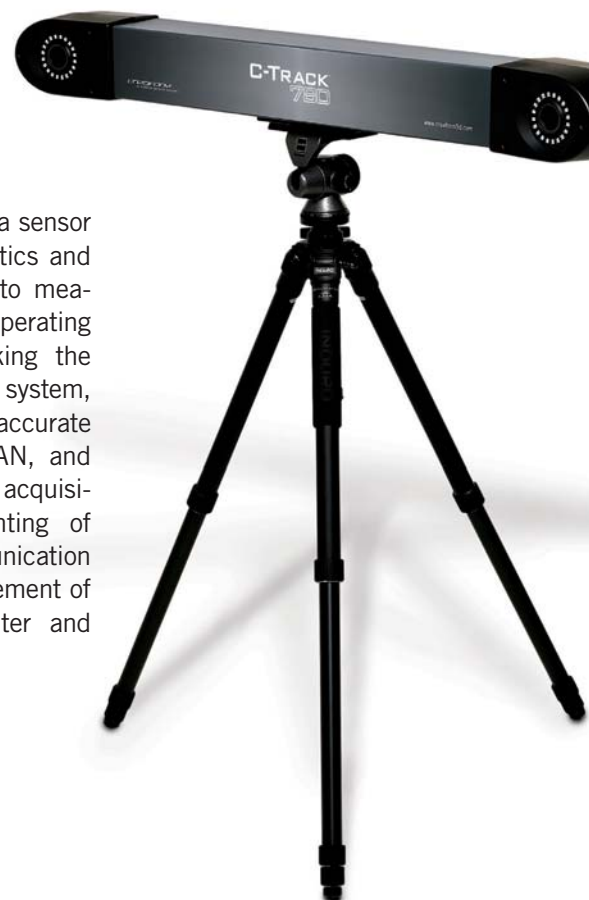 C-TRACK
780
www.creaform3d.com
a sensor
tics and
to mea-
perating
king the
system,
accurate
AN, and
acquisi-
nting of
unication
ement of
ter and
INDURO